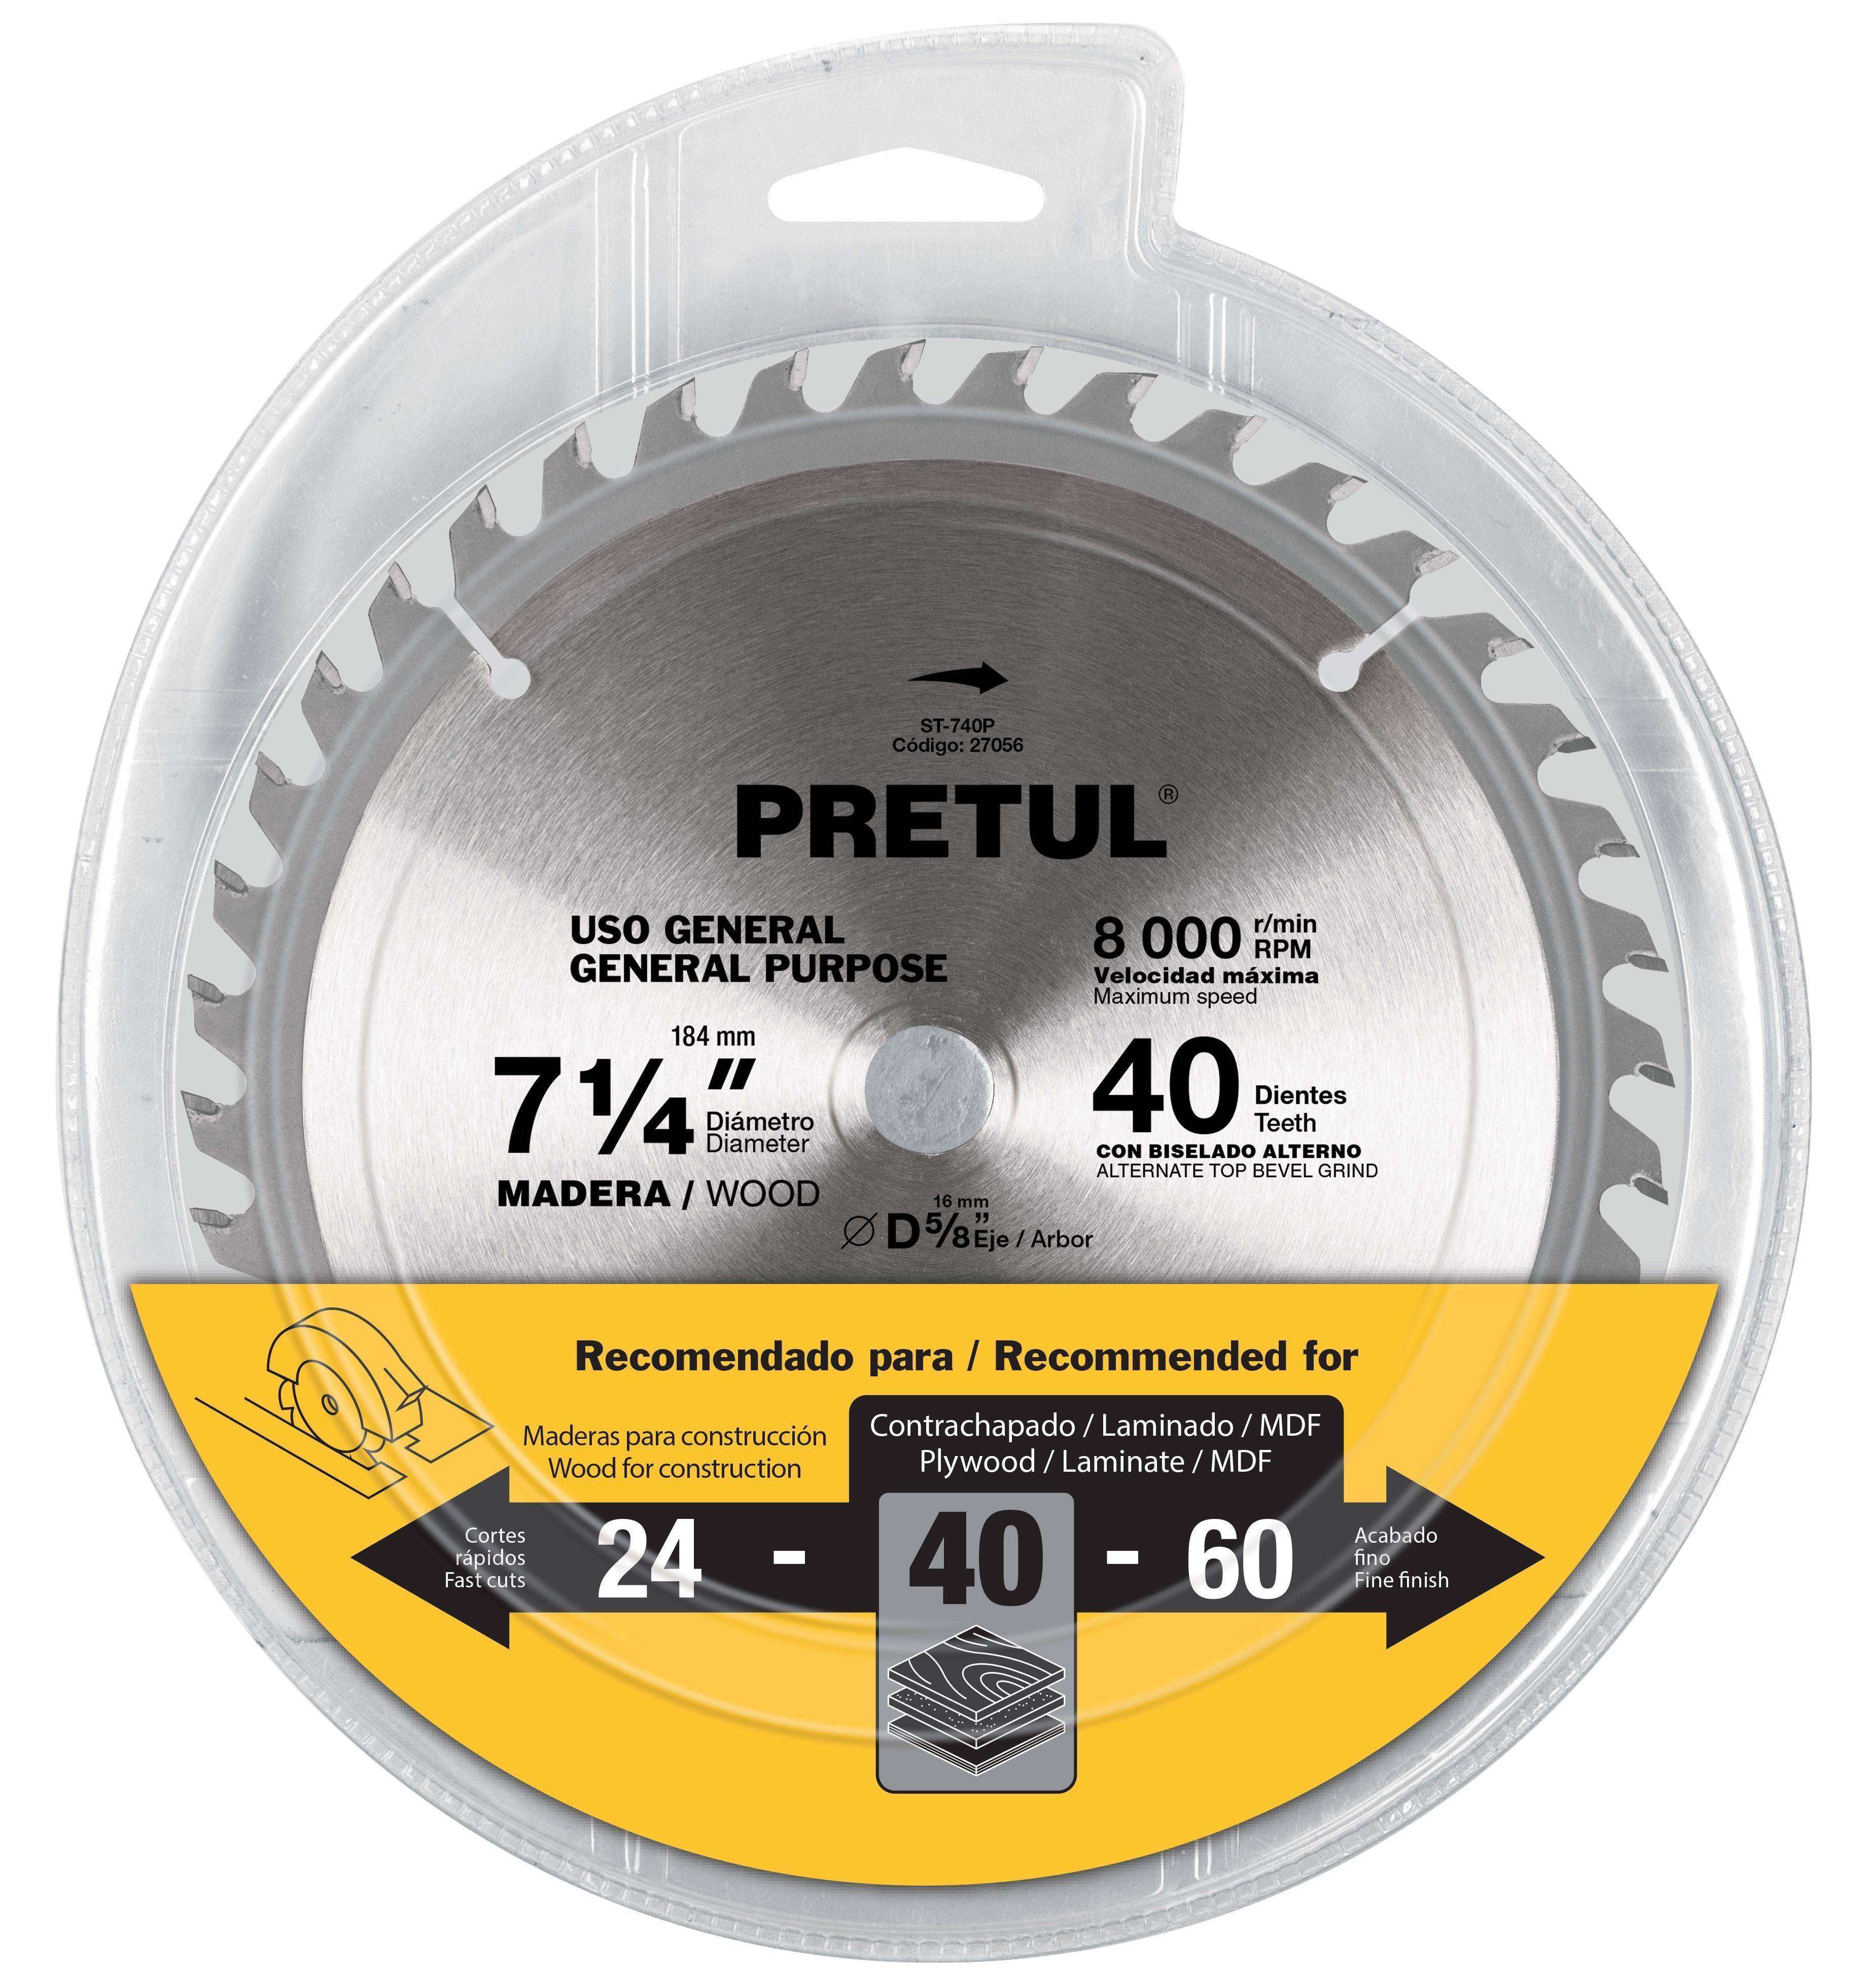 ST-740P
Código: 27056
PRETUL®
USO GENERAL
GENERAL PURPOSE
8 000 r/min
RPM
Velocidad máxima
Maximum speed
184 mm
7 1/4"
Diámetro
Diameter
MADERA / WOOD
40 Dientes
Teeth
CON BISELADO ALTERNO
ALTERNATE TOP BEVEL GRIND
16 mm
Ø D 5/8" Eje / Arbor
Recomendado para / Recommended for
Maderas para construcción
Wood for construction
Contrachapado / Laminado / MDF
Plywood / Laminate / MDF
Cortes
rápidos
Fast cuts
24 - 40 - 60
Acabado
fino
Fine finish